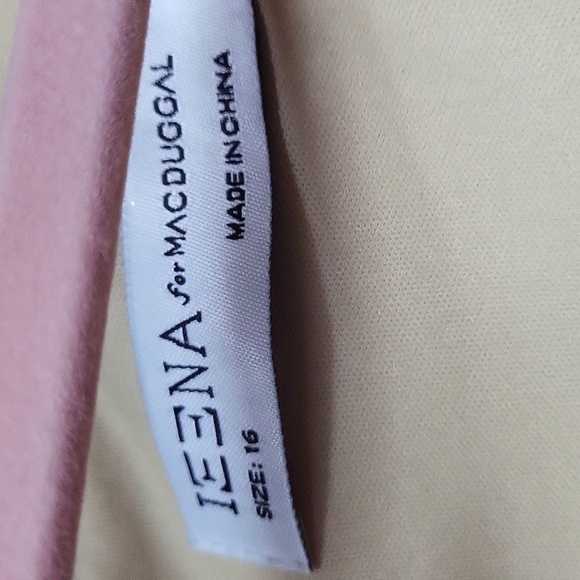 IEENA for MACDUGGAL
SIZE: 16 MADE IN CHINA